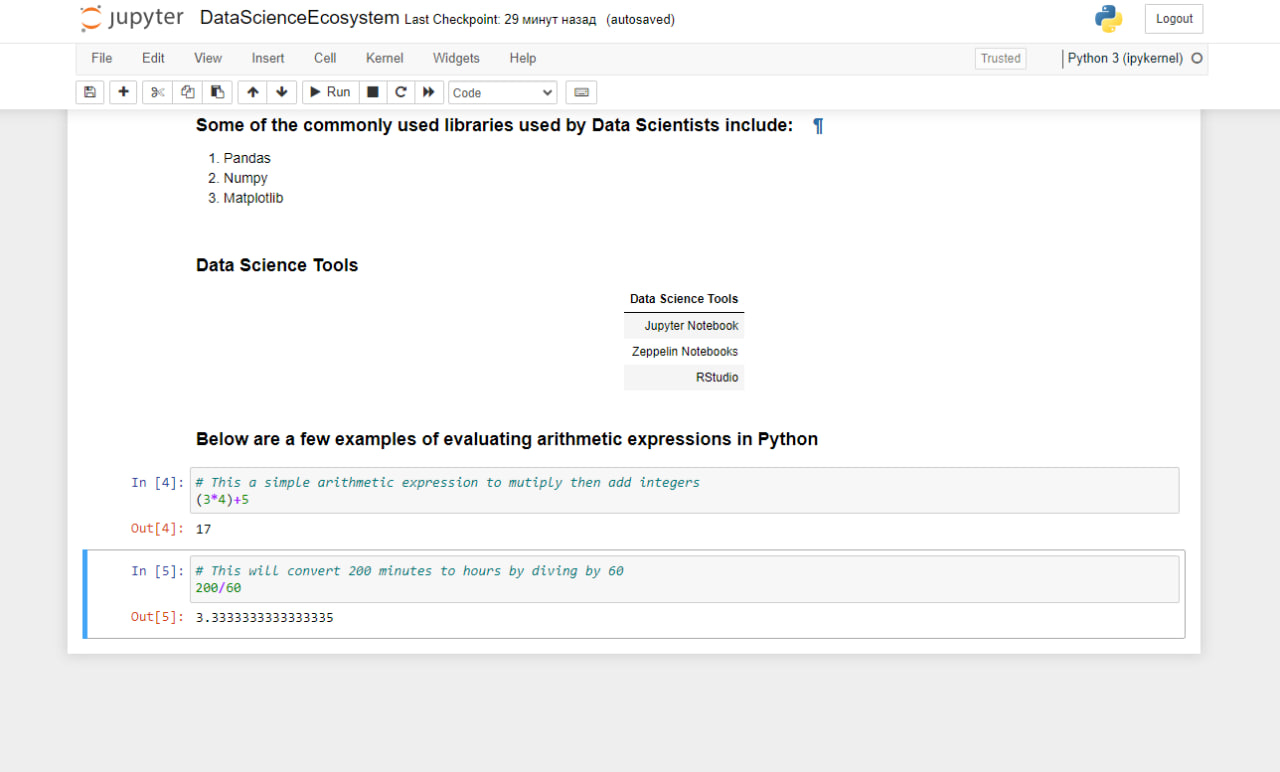 jupyter DataScienceEcosystem Last Checkpoint: 29 минут назад (autosaved) Logout
File Edit View Insert Cell Kernel Widgets Help Trusted Python 3 (ipykernel)
Run Code
Some of the commonly used libraries used by Data Scientists include: ¶
1. Pandas
2. Numpy
3. Matplotlib
Data Science Tools
Data Science Tools
Jupyter Notebook
Zeppelin Notebooks
RStudio
Below are a few examples of evaluating arithmetic expressions in Python
In [4]: # This a simple arithmetic expression to mutiply then add integers
(3*4)+5
Out[4]: 17
In [5]: # This will convert 200 minutes to hours by diving by 60
200/60
Out[5]: 3.3333333333333335